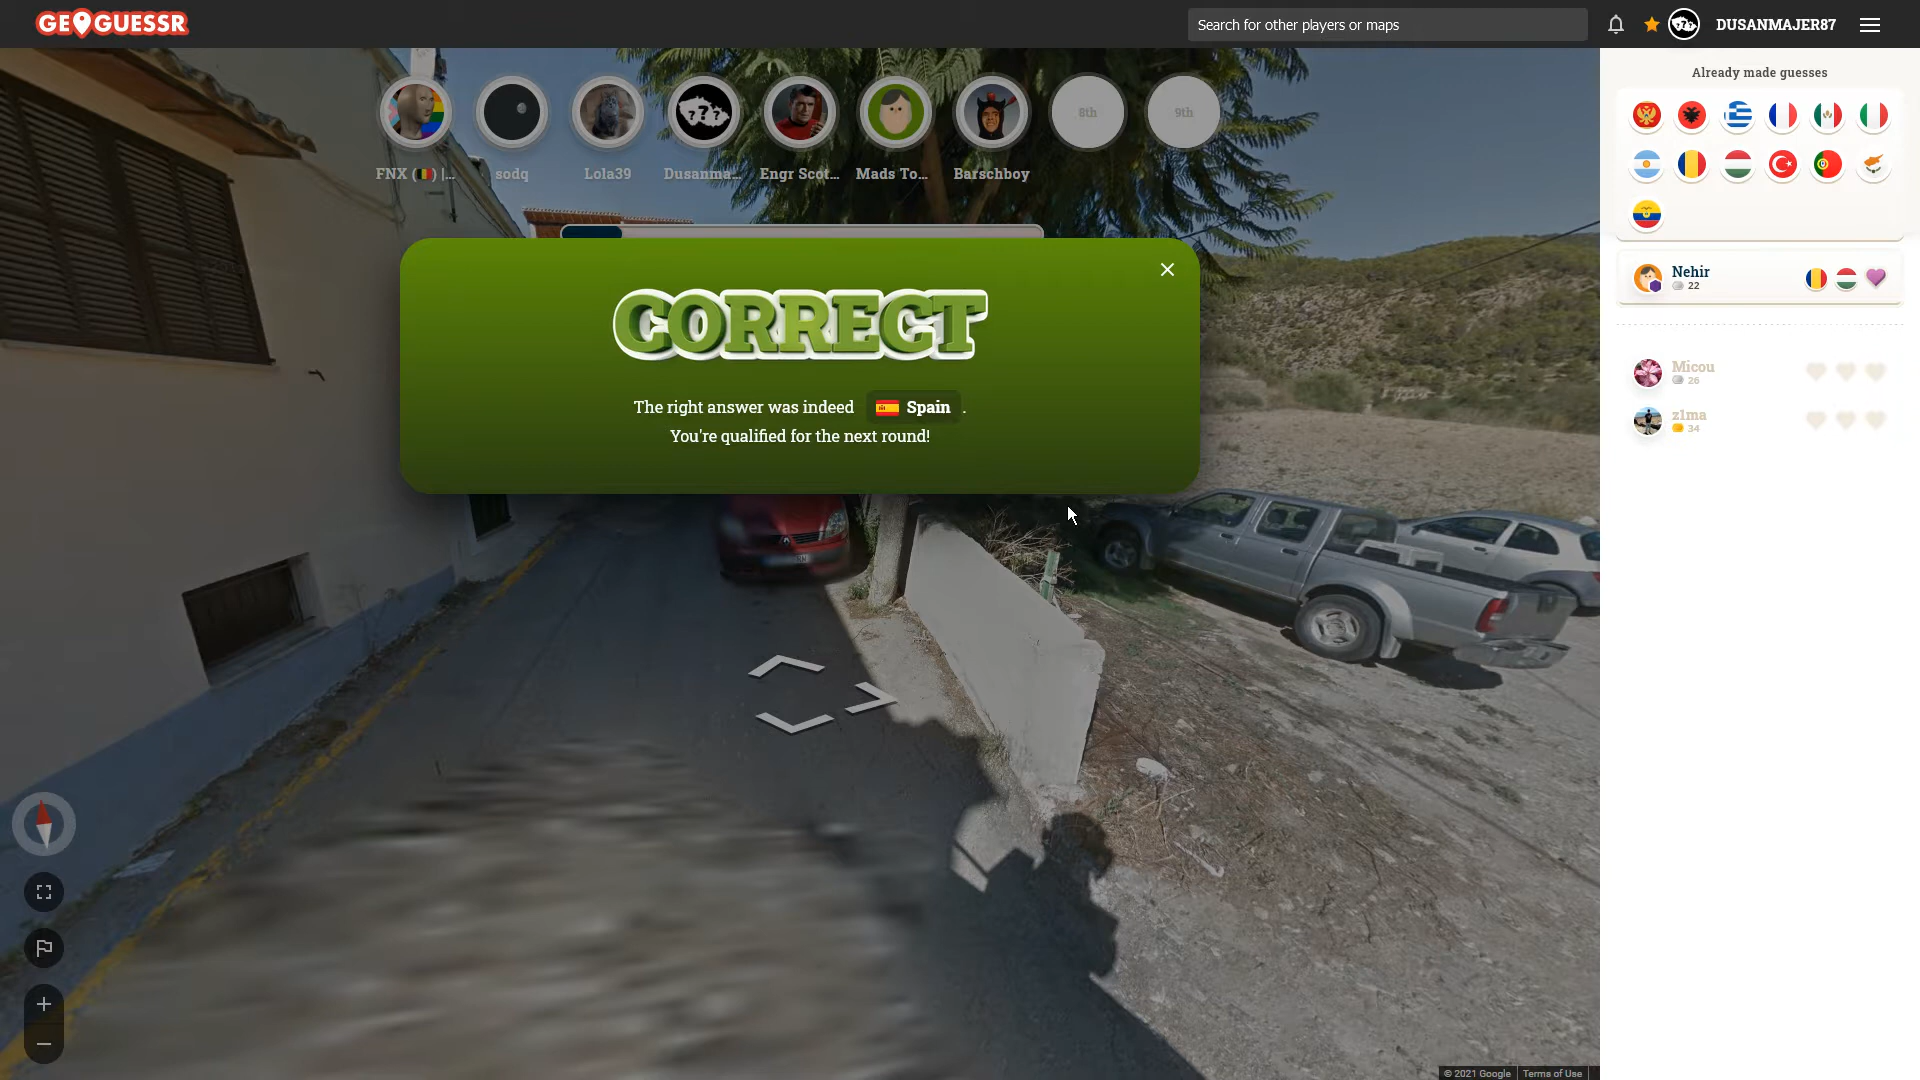 GEOGUESSR
Search for other players or maps
DUSANMAJER87
Already made guesses
8th
9th
FNX ( ) |...
sodq
Lola39
Dusanma...
Engr Scot...
Mads To...
Barschboy
CORRECT
The right answer was indeed Spain .
You're qualified for the next round!
Nehir
22
Micou
26
z1ma
34
© 2021 Google
Terms of Use